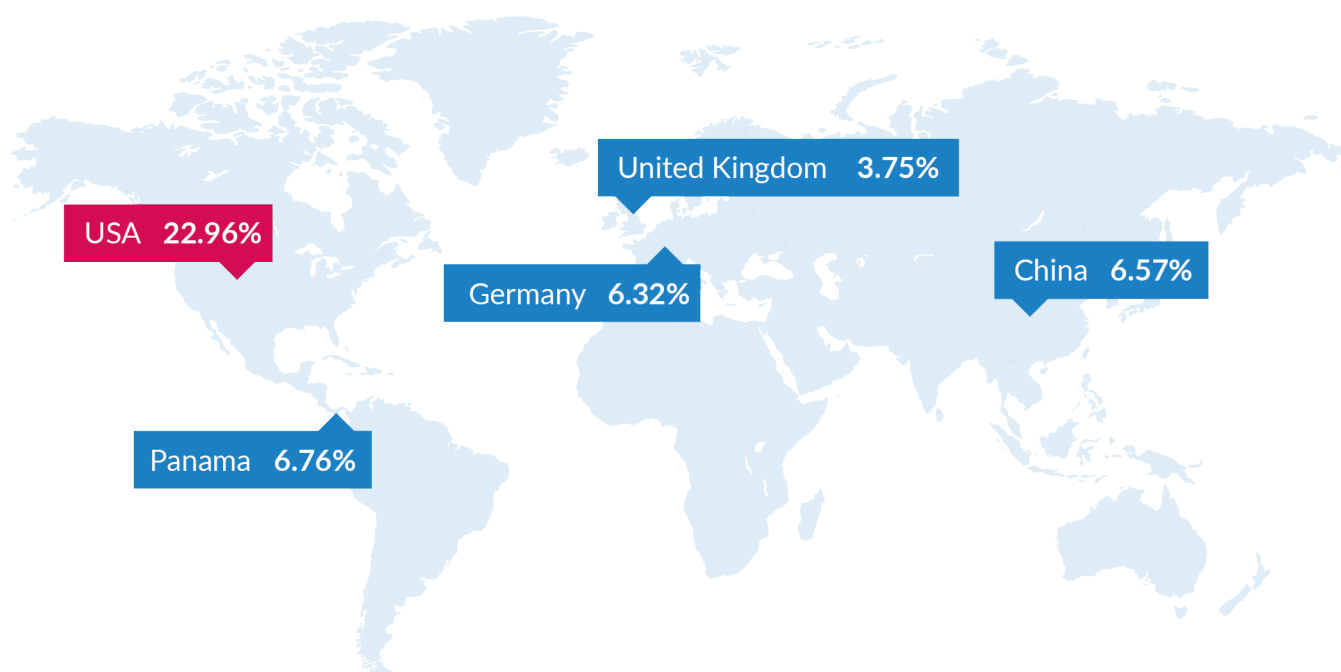 United Kingdom 3.75%
USA 22.96%
China 6.57%
Germany 6.32%
Panama 6.76%